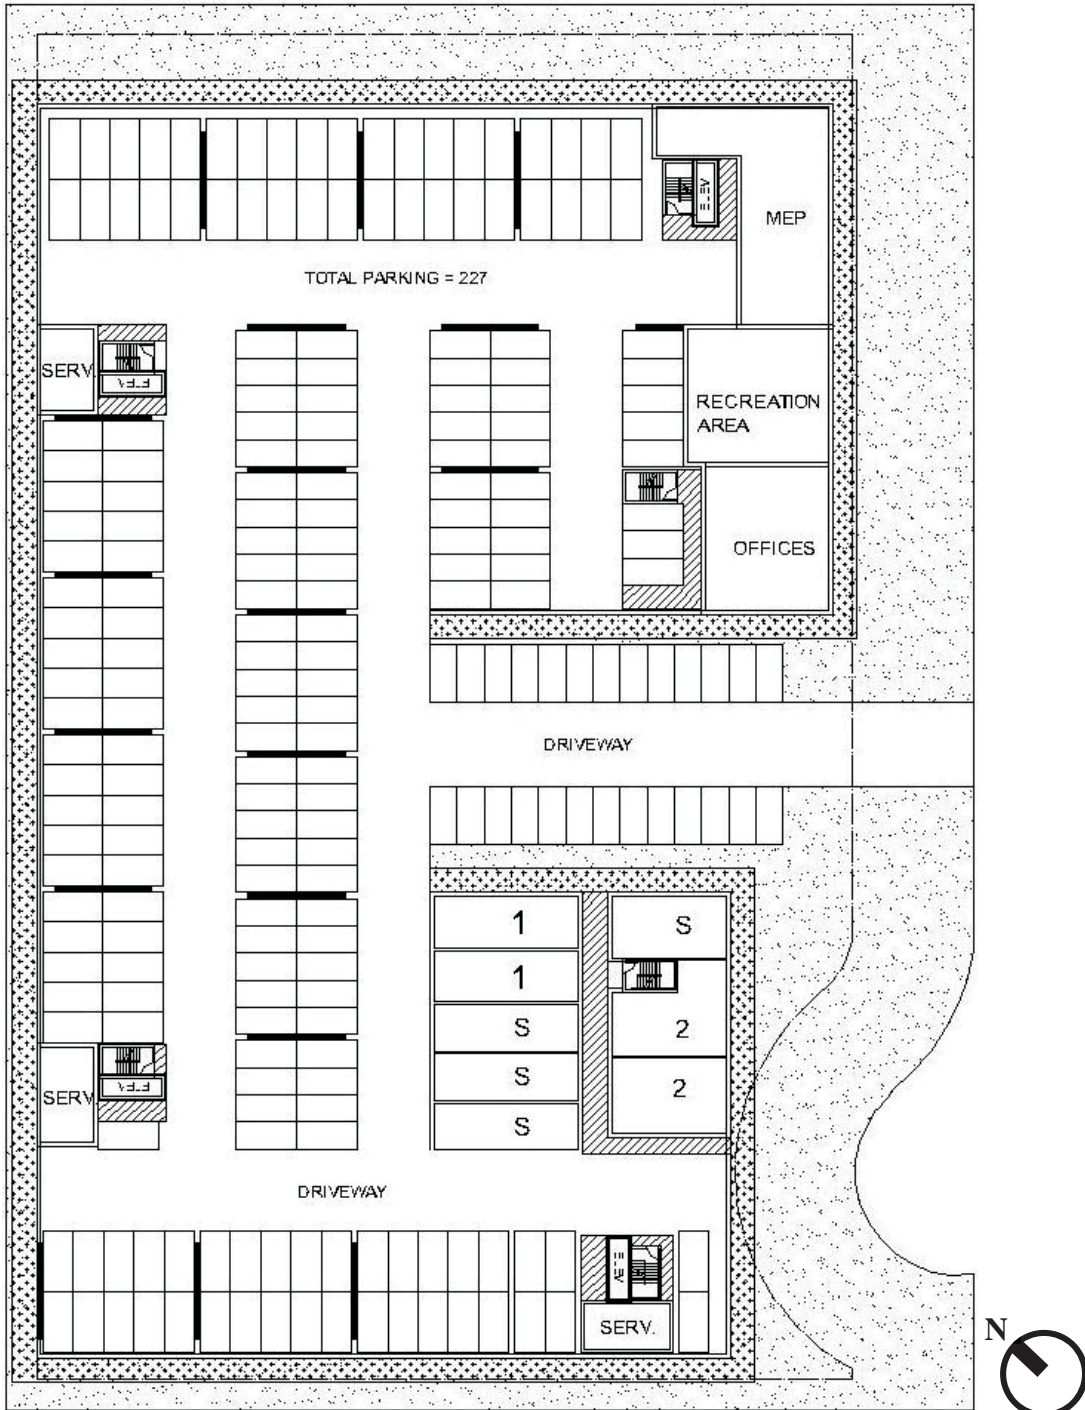 ELEV
MEP
TOTAL PARKING = 227
SERV.
ELEV
RECREATION
AREA
OFFICES
DRIVEWAY
1
S
1
S
2
S
2
SERV.
ELEV
S
DRIVEWAY
ELEV
SERV.
N